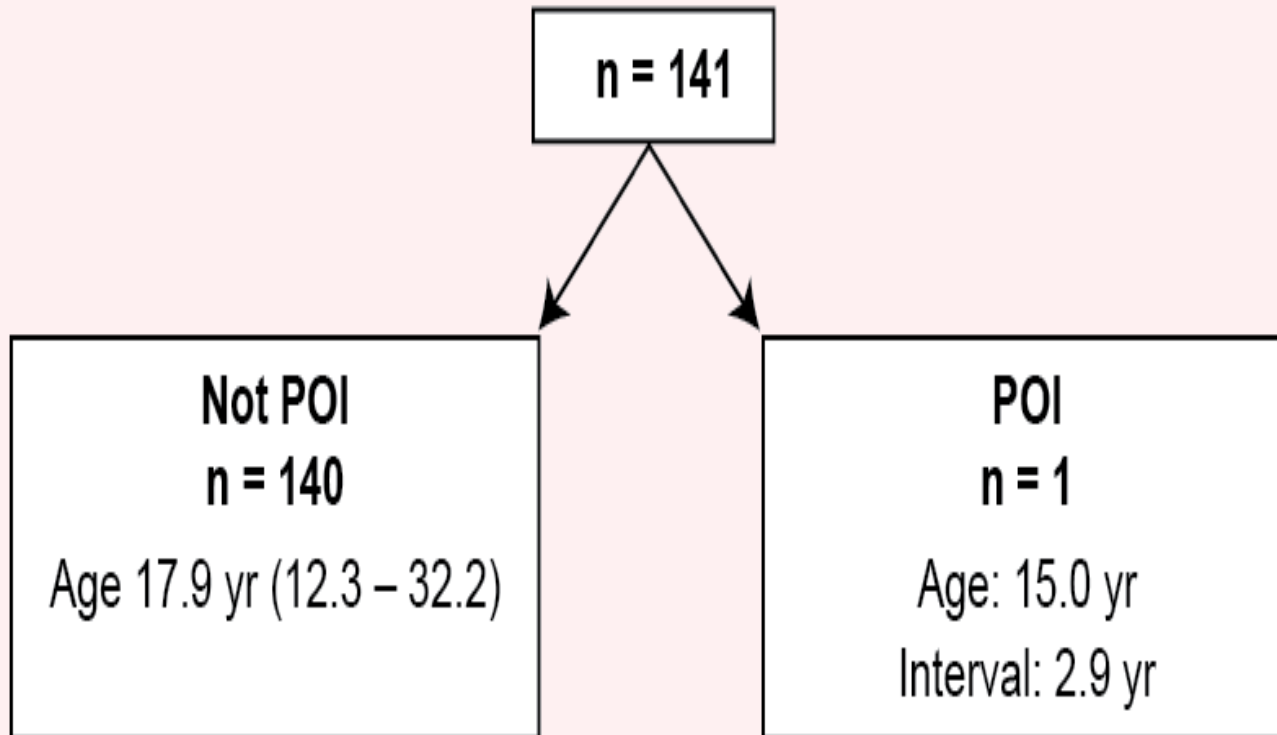 n = 141
Not POI
n = 140
Age 17.9 yr (12.3 – 32.2)
POI
n = 1
Age: 15.0 yr
Interval: 2.9 yr